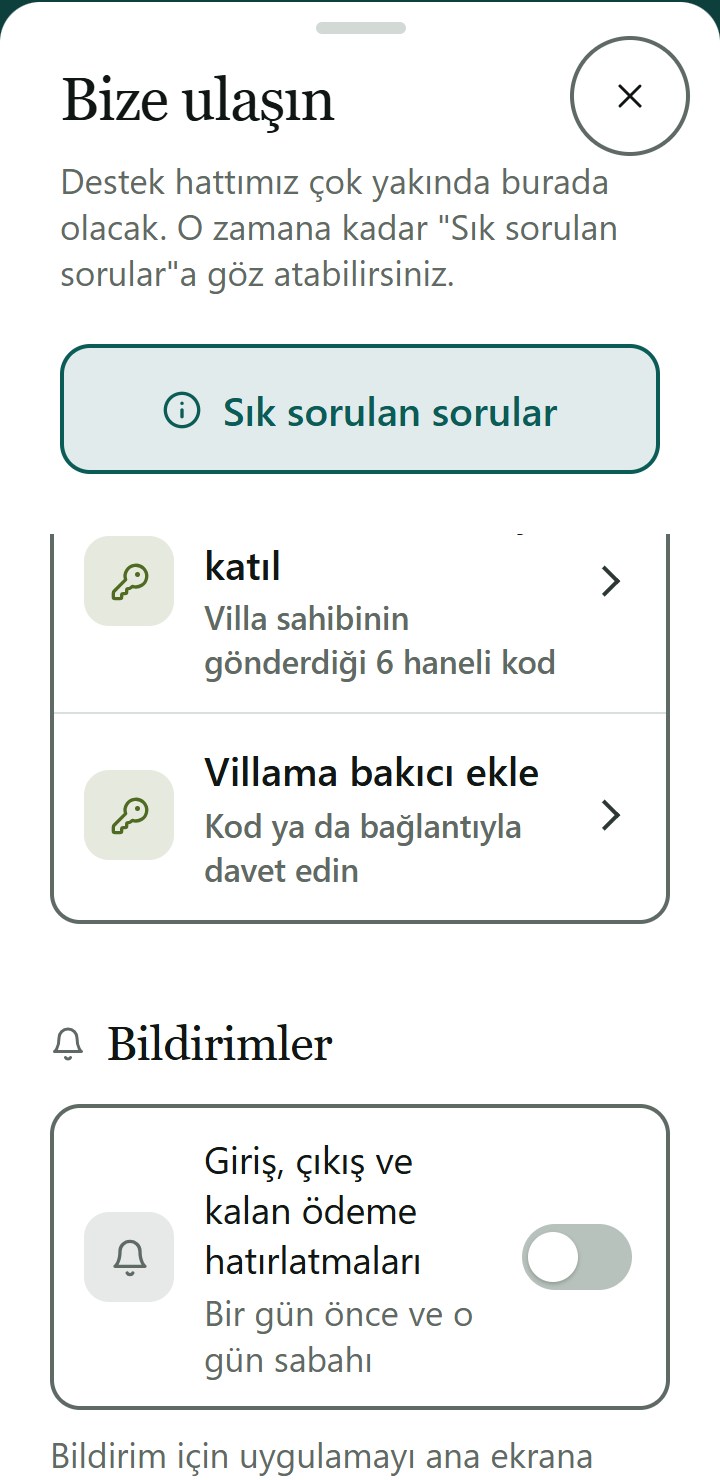 Bize ulaşın
Destek hattımız çok yakında burada
olacak. O zamana kadar "Sık sorulan
sorular"a göz atabilirsiniz.
Sık sorulan sorular
katıl
Villa sahibinin
gönderdiği 6 haneli kod
Villama bakıcı ekle
Kod ya da bağlantıyla
davet edin
Bildirimler
Giriş, çıkış ve
kalan ödeme
hatırlatmaları
Bir gün önce ve o
gün sabahı
Bildirim için uygulamayı ana ekrana